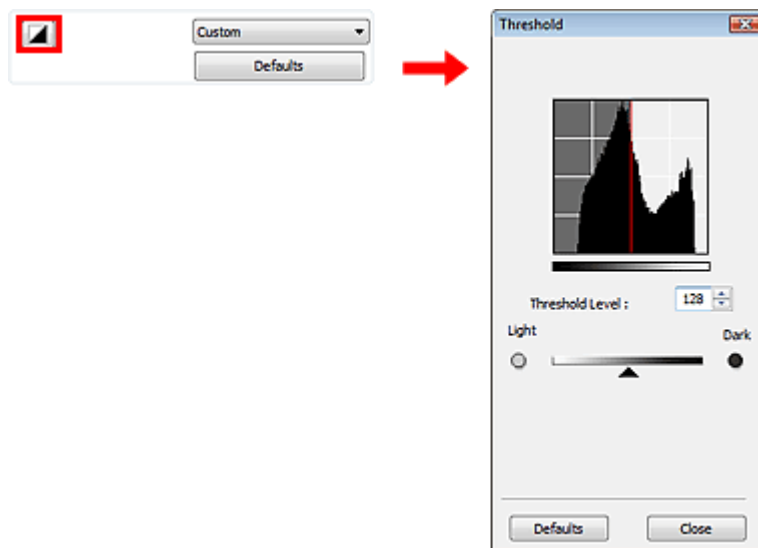 Custom
Defaults
Threshold
Threshold Level :
128
Light
Dark
Defaults
Close